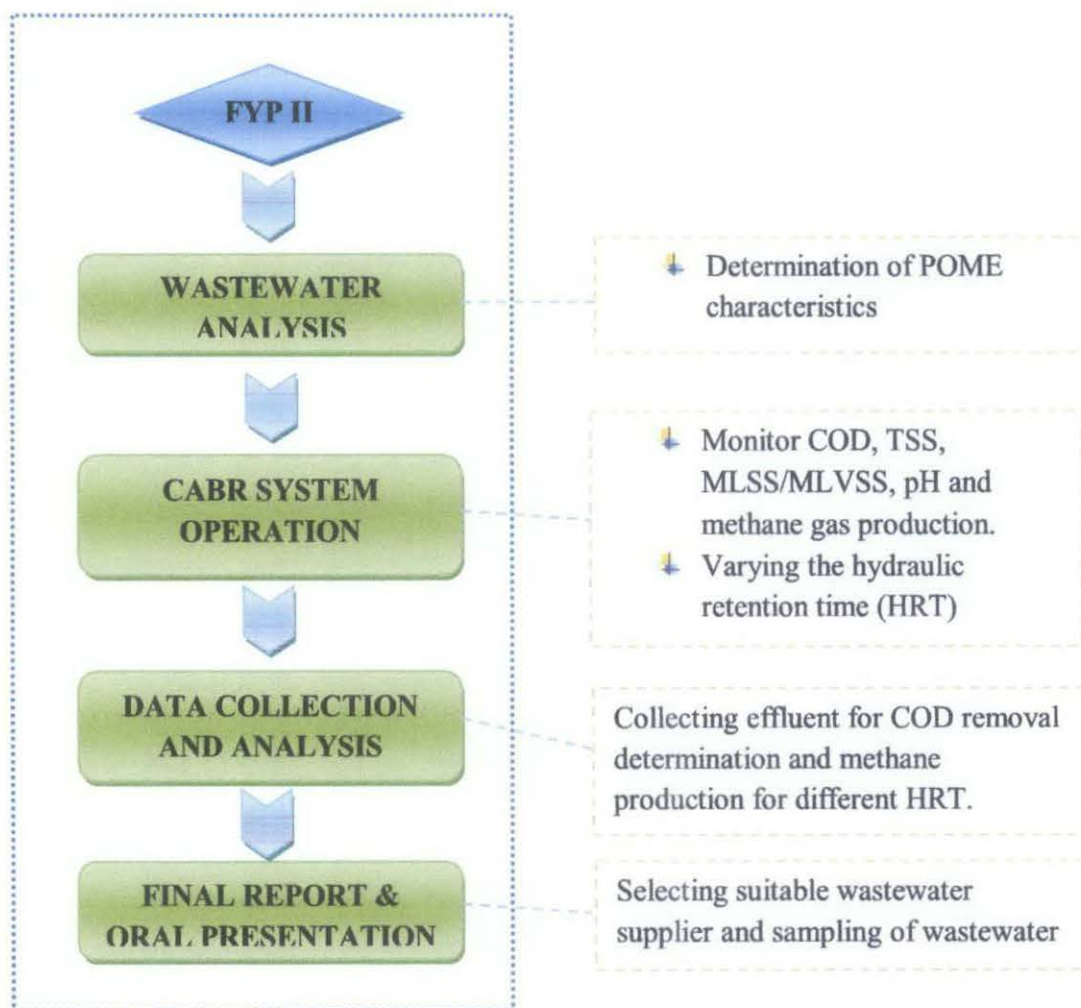 FYP II
WASTEWATER
ANALYSIS
Determination of POME
characteristics
CABR SYSTEM
OPERATION
Monitor COD, TSS,
MLSS/MLVSS, pH and
methane gas production.
Varying the hydraulic
retention time (HRT)
DATA COLLECTION
AND ANALYSIS
Collecting effluent for COD removal
determination and methane
production for different HRT.
FINAL REPORT &
ORAL PRESENTATION
Selecting suitable wastewater
supplier and sampling of wastewater